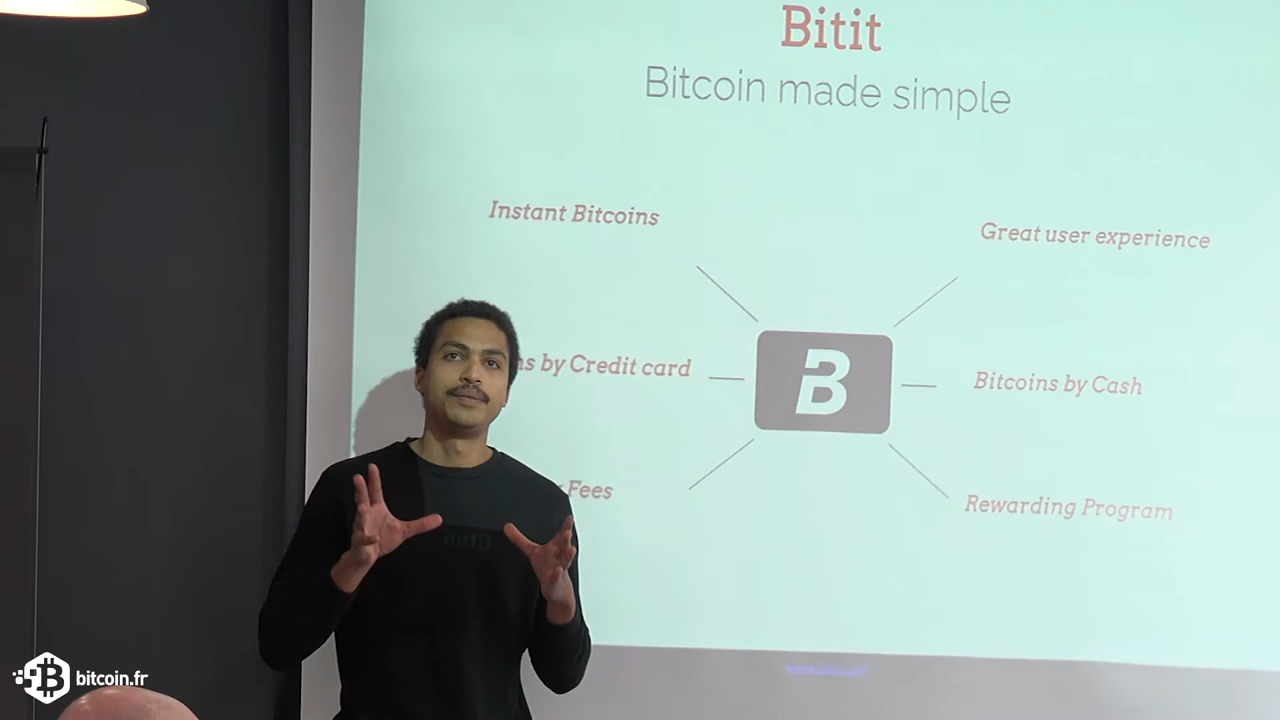 Bitit
Bitcoin made simple
Instant Bitcoins
Great user experience
by Credit card
Bitcoins by Cash
Fees
Rewarding Program
bitcoin.fr